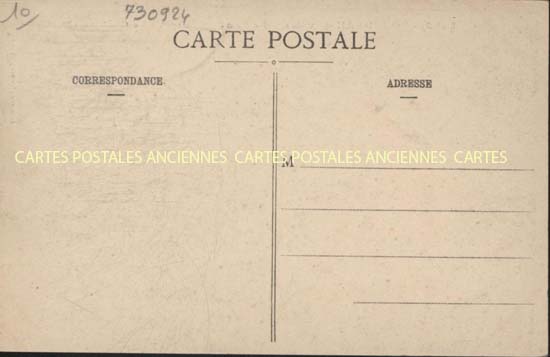 10
730924
CARTE POSTALE
CORRESPONDANCE
ADRESSE
CARTES POSTALES ANCIENNES CARTES POSTALES ANCIENNES CARTES
M